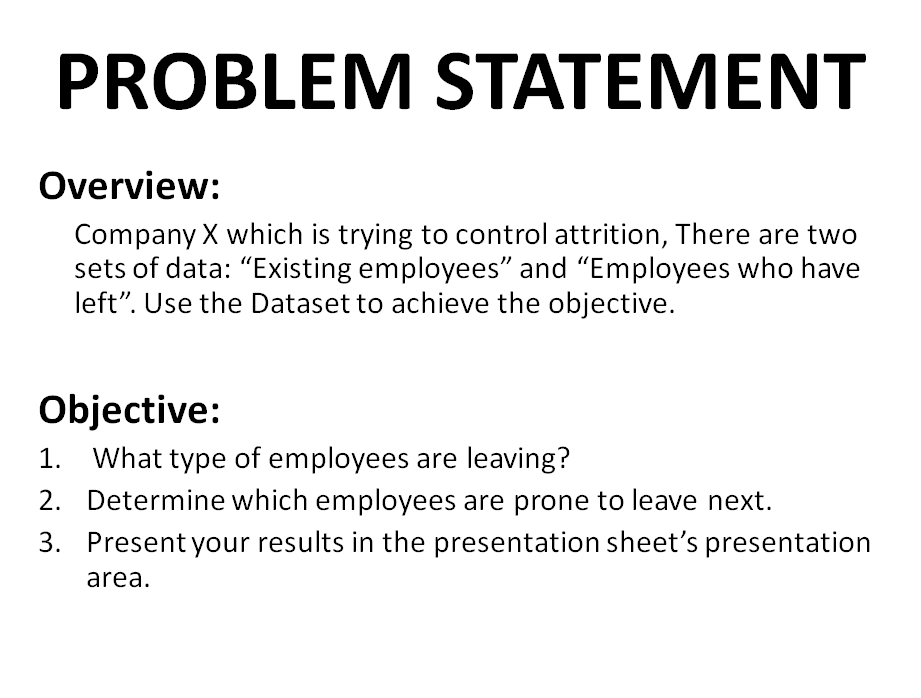 PROBLEM STATEMENT
Overview:
Company X which is trying to control attrition, There are two
sets of data: “Existing employees” and “Employees who have
left”. Use the Dataset to achieve the objective.
Objective:
1. What type of employees are leaving?
2. Determine which employees are prone to leave next.
3. Present your results in the presentation sheet’s presentation
area.